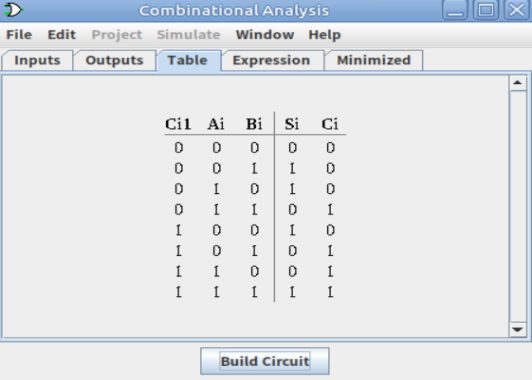 Combinational Analysis
File Edit Project Simulate Window Help
Inputs Outputs Table Expression Minimized
Ci1 Ai Bi Si Ci
0 0 0 0 0
0 0 1 1 0
0 1 0 1 0
0 1 1 0 1
1 0 0 1 0
1 0 1 0 1
1 1 0 0 1
1 1 1 1 1
Build Circuit